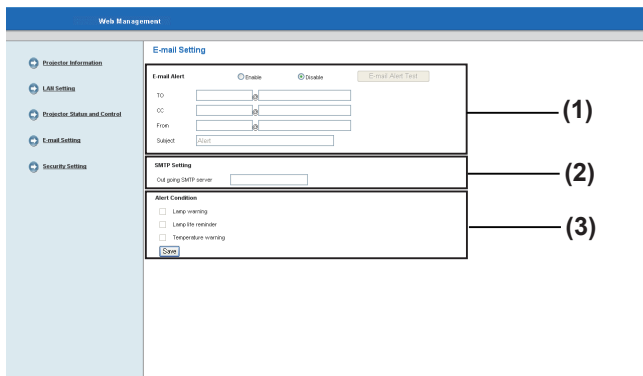 Web Management
E-mail Setting
Projector Information
LAN Setting
Projector Status and Control
E-mail Setting
Security Setting
E-mail Alert Enable Disable E-mail Alert Test
TO @
CC @
From @
Subject Alert
(1)
SMTP Setting
Out going SMTP server
(2)
Alert Condition
Lamp warning
Lamp life reminder
Temperature warning
Save
(3)